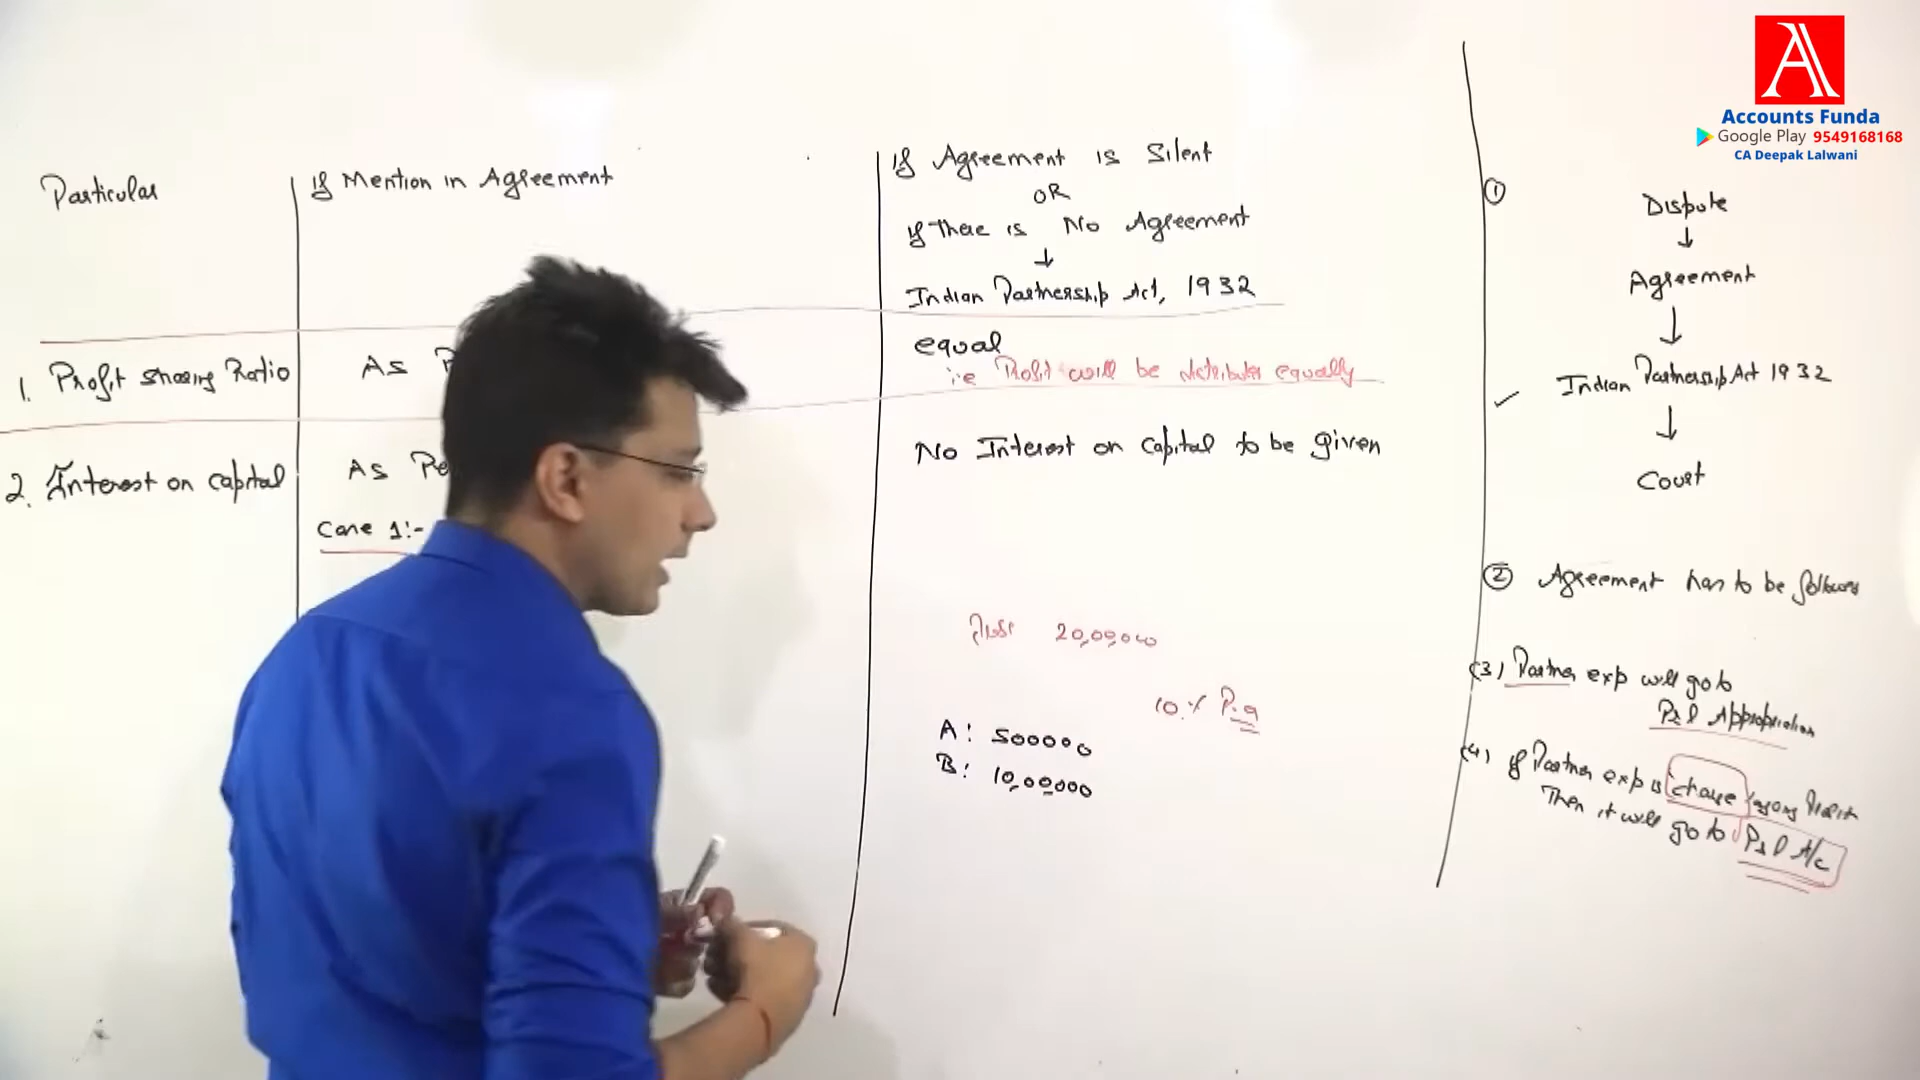 Accounts Funda
Google Play 9549168168
CA Deepak Lalwani
Particular
If Mention in Agreement
If Agreement is Silent
OR
If there is No Agreement
↓
Indian Partnership Act, 1932
1. Profit sharing Ratio
As P
equal
i.e Profit will be distributed equally
2. Interest on capital
As Pe
No Interest on capital to be given
Case 1:-
Profit 20,00,000
10% P.a
A: 500000
B: 10,00,000
① Dispute
↓
Agreement
↓
Indian Partnership Act 1932
↓
Court
② Agreement has to be followed
(3) Partner exp will go to
P&L Appropriation
(4) If Partner exp is charge Profit
Then it will go to P&L A/c